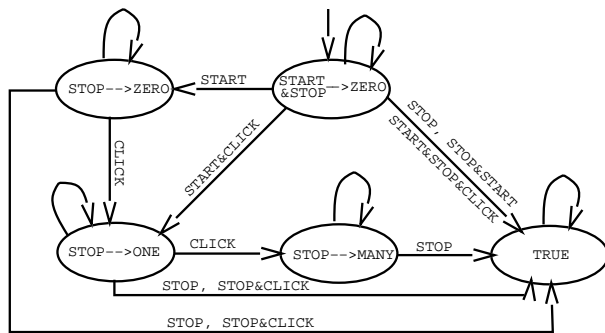 STOP-->ZERO
START
START
&STOP-->ZERO
CLICK
START&CLICK
STOP, STOP&START
START&STOP&CLICK
STOP-->ONE
CLICK
STOP-->MANY
STOP
TRUE
STOP, STOP&CLICK
STOP, STOP&CLICK